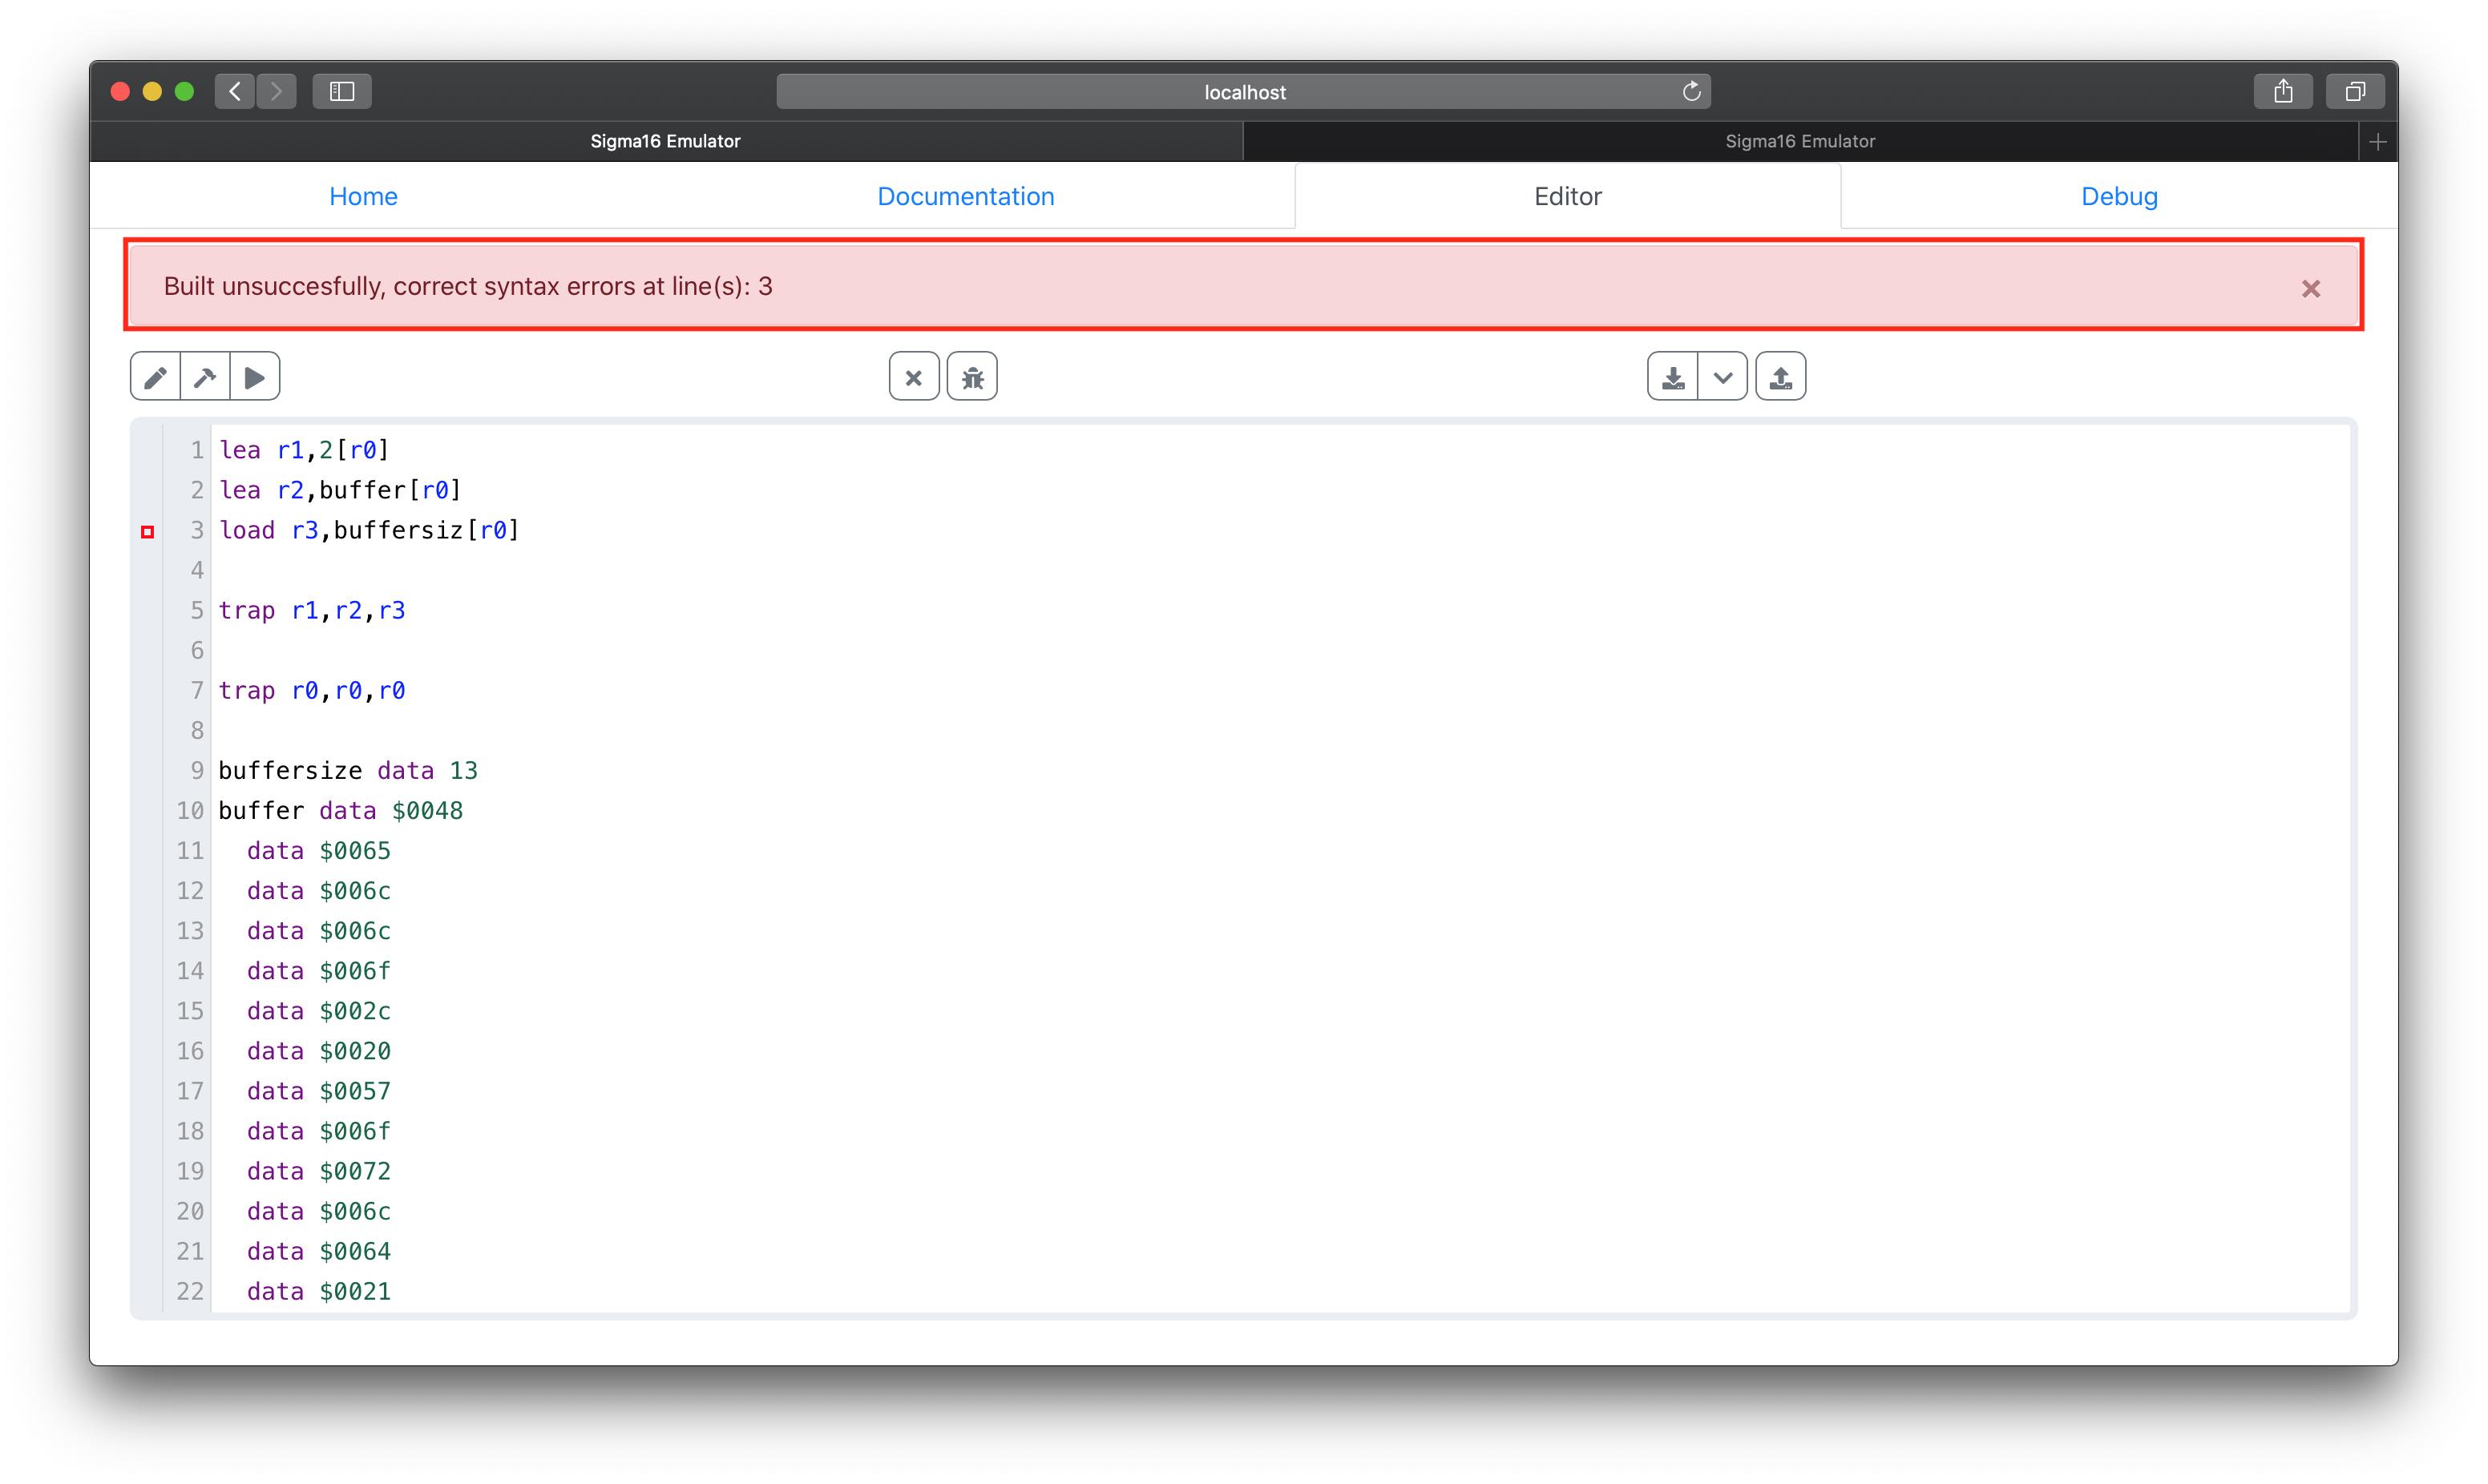 localhost
Sigma16 Emulator Sigma16 Emulator
Home Documentation Editor Debug
Built unsuccesfully, correct syntax errors at line(s): 3
1 lea r1,2[r0]
2 lea r2,buffer[r0]
3 load r3,buffersiz[r0]
4
5 trap r1,r2,r3
6
7 trap r0,r0,r0
8
9 buffersize data 13
10 buffer data $0048
11 data $0065
12 data $006c
13 data $006c
14 data $006f
15 data $002c
16 data $0020
17 data $0057
18 data $006f
19 data $0072
20 data $006c
21 data $0064
22 data $0021